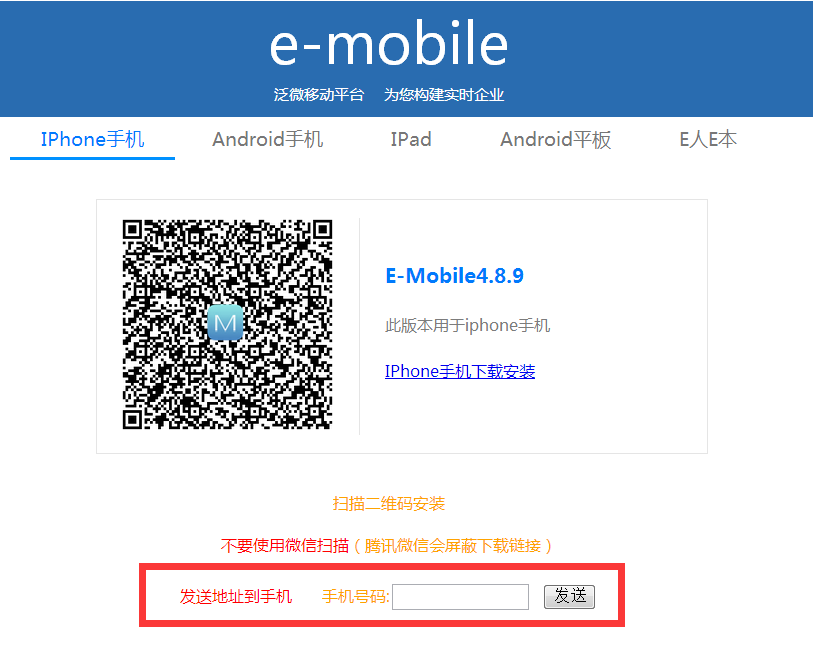 e-mobile
泛微移动平台 为您构建实时企业
IPhone手机 Android手机 IPad Android平板 E人E本
M
E-Mobile4.8.9
此版本用于iphone手机
IPhone手机下载安装
扫描二维码安装
不要使用微信扫描（腾讯微信会屏蔽下载链接）
发送地址到手机 手机号码: 发送